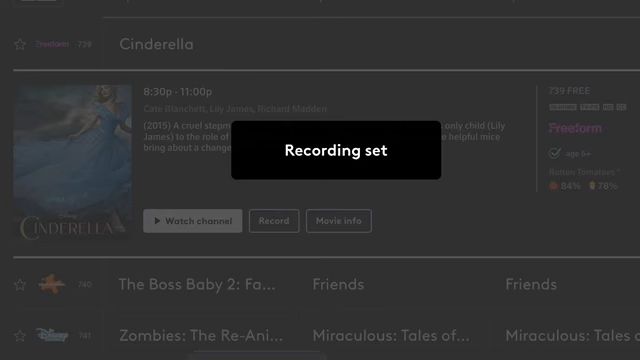 Freeform 739 Cinderella
8:30p - 11:00p
Cate Blanchett, Lily James, Richard Madden
(2015) A cruel stepm
only child (Lily
James) to the role of
e helpful mice
bring about a change
Recording set
Disney
CINDERELLA
Watch channel
Record
Movie info
739 FREE
Freeform
age 5+
Rotten Tomatoes
84% 78%
740 The Boss Baby 2: Fa... Friends Friends
Disney 747 Zombies: The Re-Ani... Miraculous: Tales of... Miraculous: Tales o